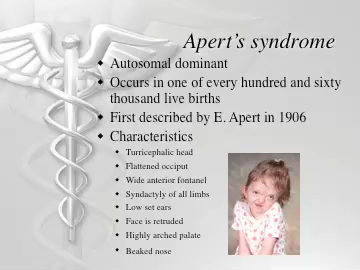 Apert's syndrome
Autosomal dominant
Occurs in one of every hundred and sixty
thousand live births
First described by E. Apert in 1906
Characteristics
Turricephalic head
Flattened occiput
Wide anterior fontanel
Syndactyly of all limbs
Low set ears
Face is retruded
Highly arched palate
Beaked nose